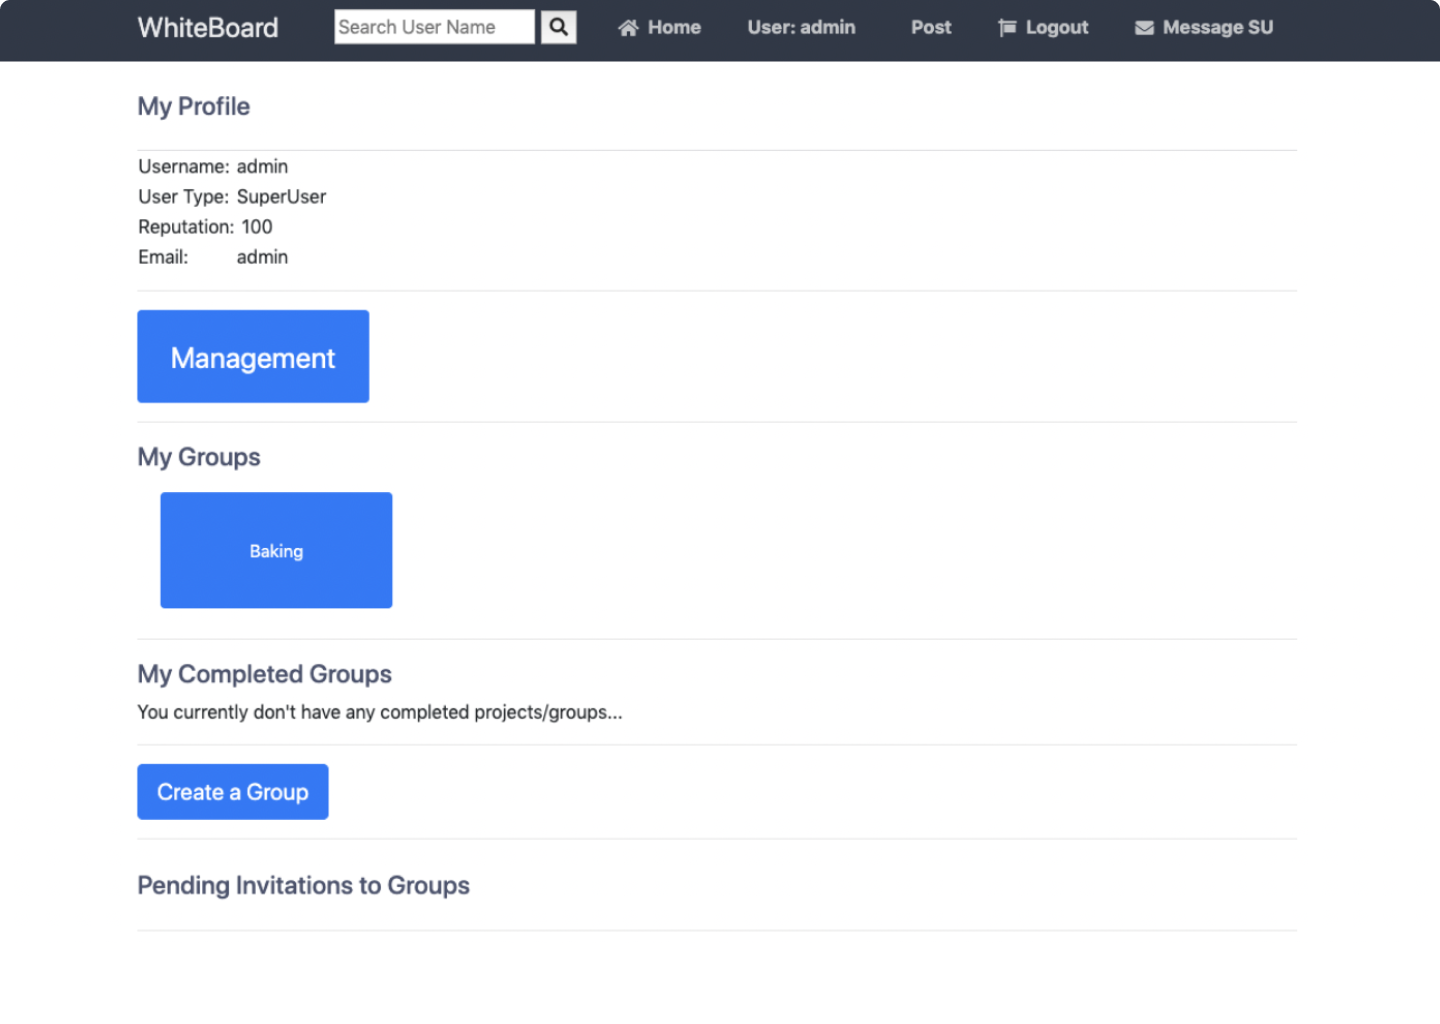 WhiteBoard Search User Name Home User: admin Post Logout Message SU
My Profile
Username: admin
User Type: SuperUser
Reputation: 100
Email: admin
Management
My Groups
Baking
My Completed Groups
You currently don't have any completed projects/groups...
Create a Group
Pending Invitations to Groups